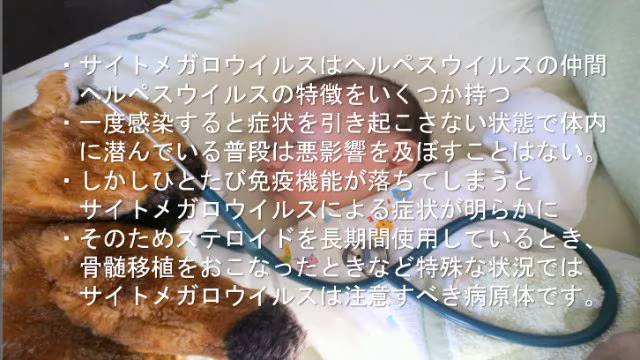 ・サイトメガロウイルスはヘルペスウイルスの仲間
ヘルペスウイルスの特徴をいくつか持つ
・一度感染すると症状を引き起こさない状態で体内
に潜んでいる普段は悪影響を及ぼすことはない。
・しかしひとたび免疫機能が落ちてしまうと
サイトメガロウイルスによる症状が明らかに
・そのためステロイドを長期間使用しているとき、
骨髄移植をおこなったときなど特殊な状況では
サイトメガロウイルスは注意すべき病原体です。